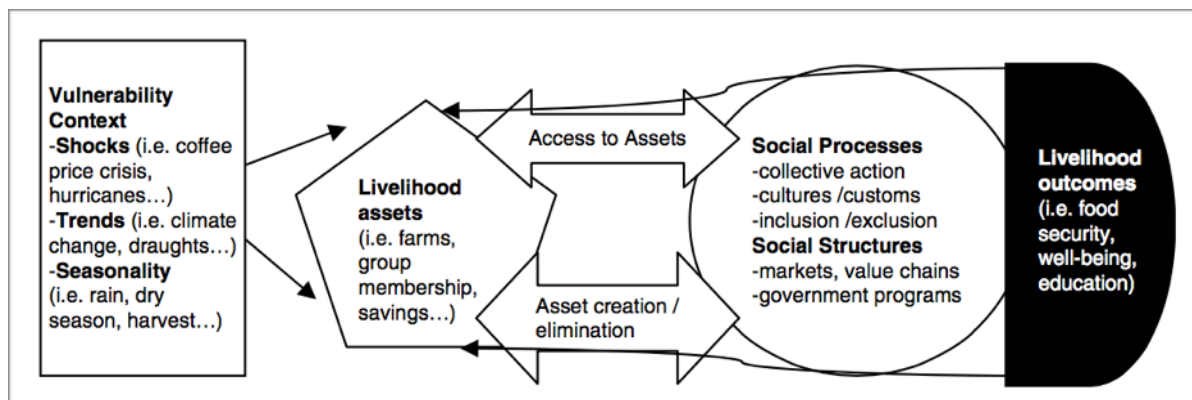 Vulnerability
Context
-Shocks (i.e. coffee
price crisis,
hurricanes…)
-Trends (i.e. climate
change, draughts…)
-Seasonality
(i.e. rain, dry
season, harvest…)
Livelihood
assets
(i.e. farms,
group
membership,
savings…)
Access to Assets
Asset creation /
elimination
Social Processes
-collective action
-cultures /customs
-inclusion /exclusion
Social Structures
-markets, value chains
-government programs
Livelihood
outcomes
(i.e. food
security,
well-being,
education)